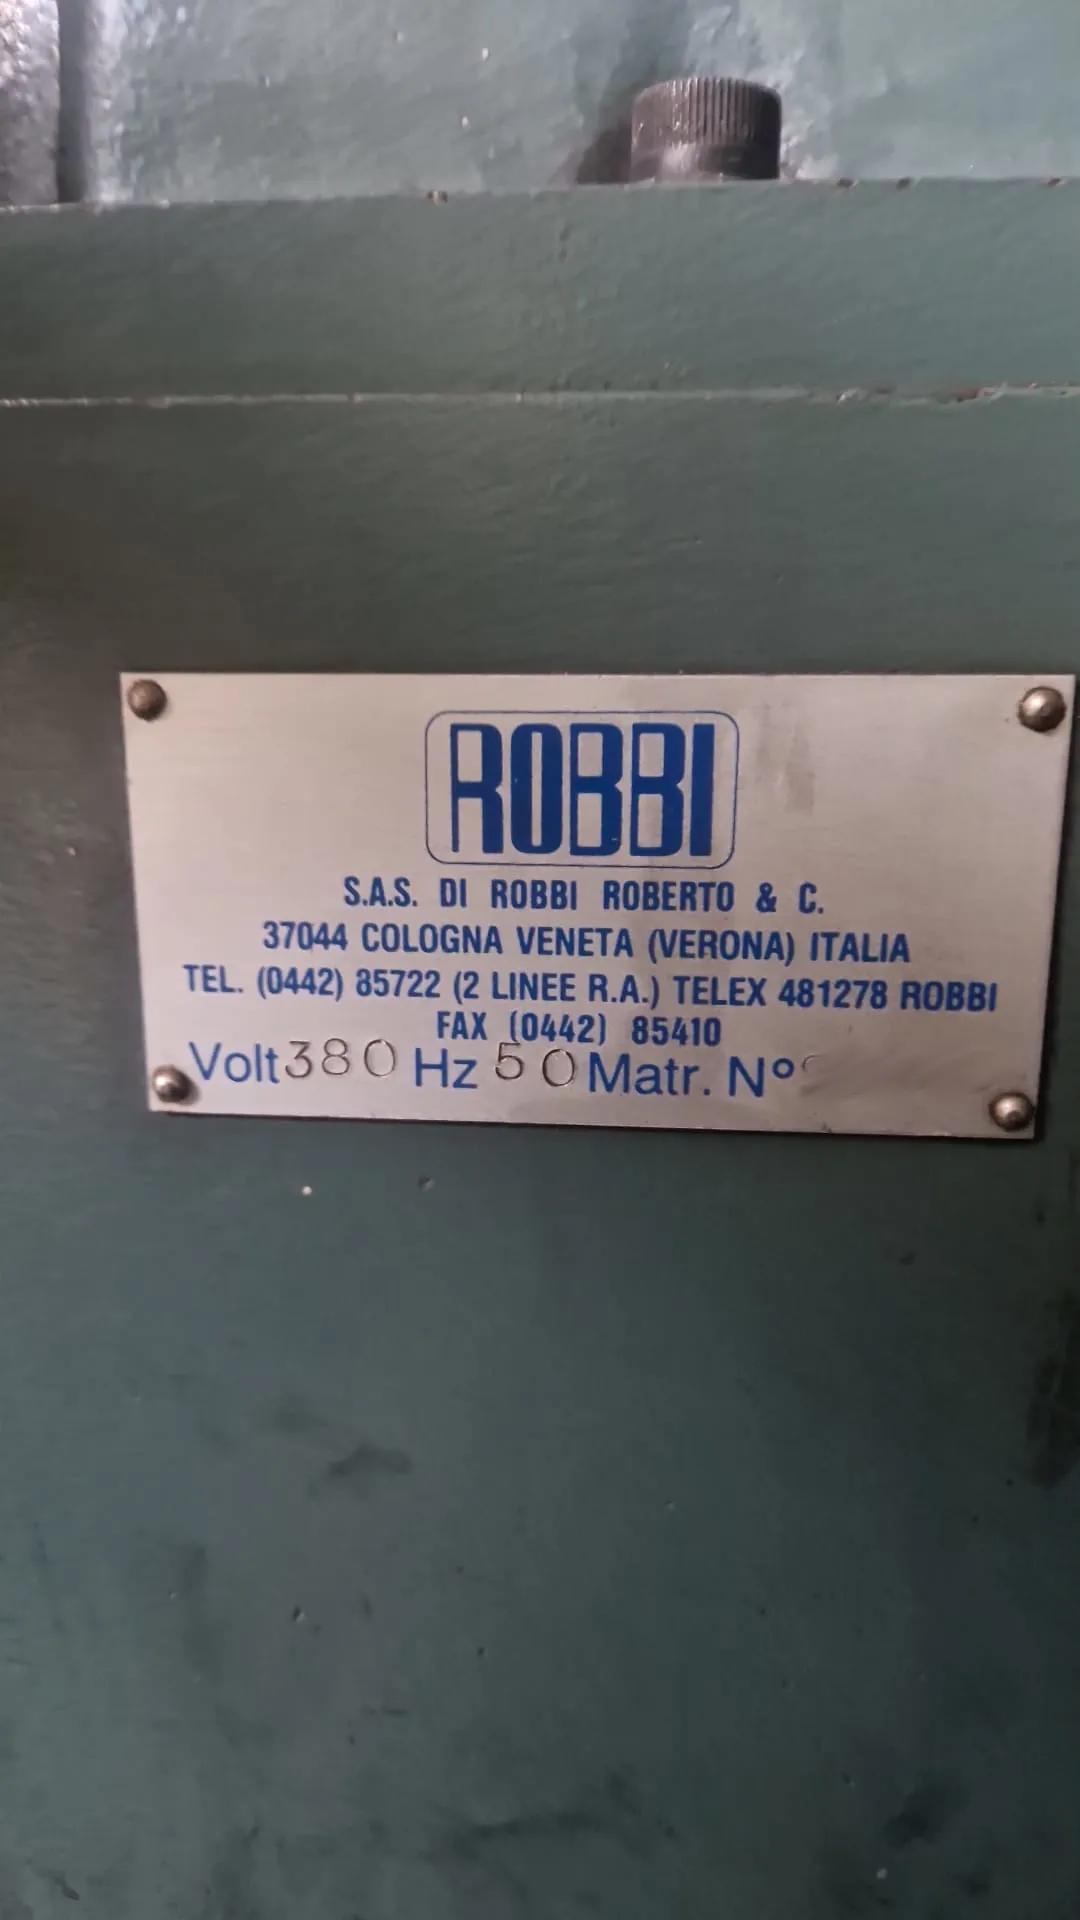 ROBBI
S.A.S. DI ROBBI ROBERTO & C.
37044 COLOGNA VENETA (VERONA) ITALIA
TEL. (0442) 85722 (2 LINEE R.A.) TELEX 481278 ROBBI
FAX (0442) 85410
Volt 380 Hz 50 Matr. N°